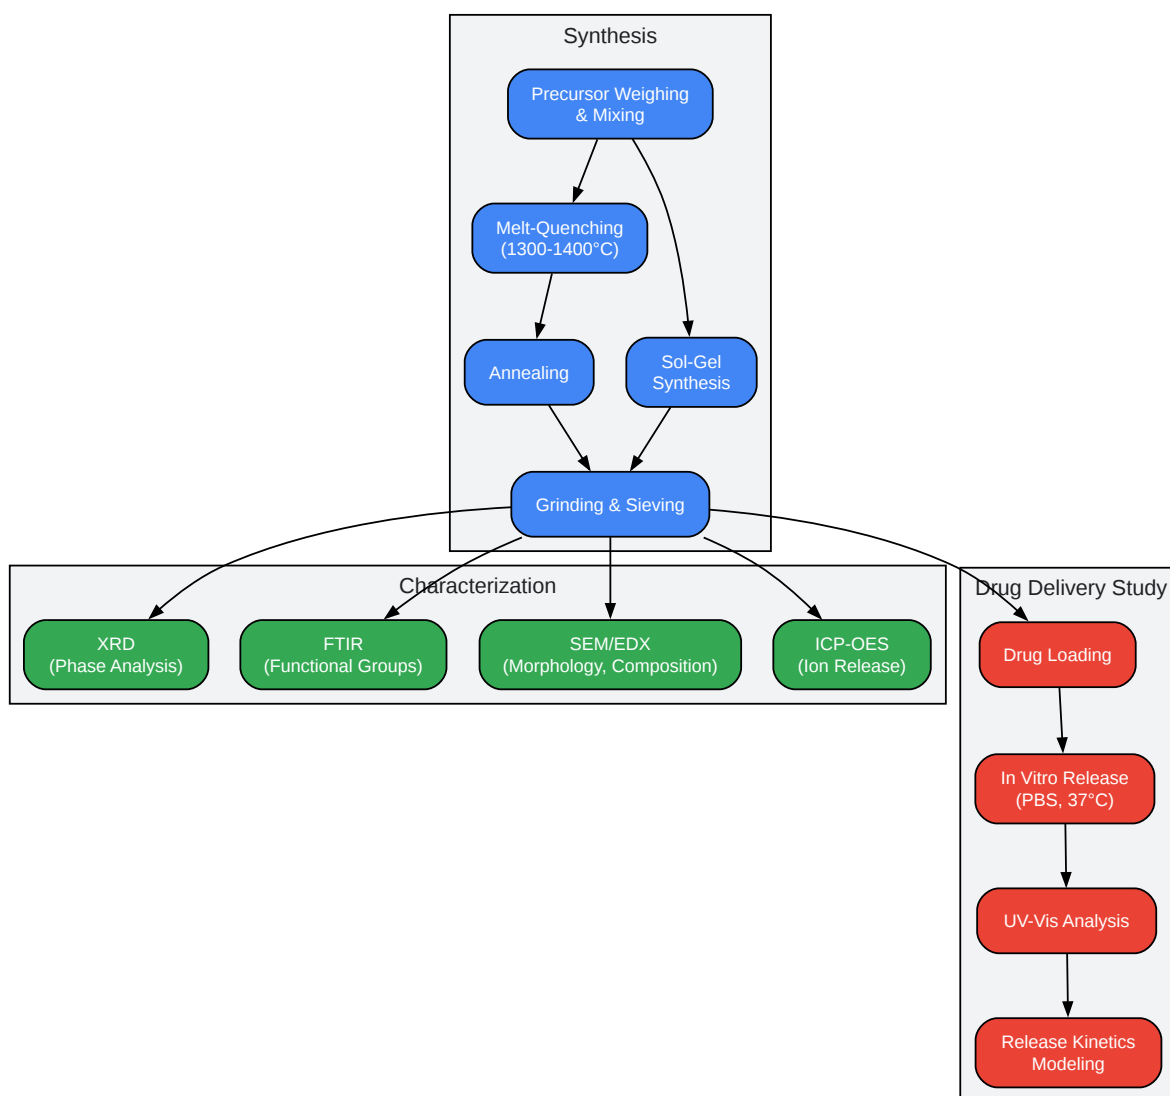 Synthesis
Precursor Weighing
& Mixing
Melt-Quenching
(1300-1400°C)
Annealing
Sol-Gel
Synthesis
Grinding & Sieving
Characterization
XRD
(Phase Analysis)
FTIR
(Functional Groups)
SEM/EDX
(Morphology, Composition)
ICP-OES
(Ion Release)
Drug Delivery Study
Drug Loading
In Vitro Release
(PBS, 37°C)
UV-Vis Analysis
Release Kinetics
Modeling